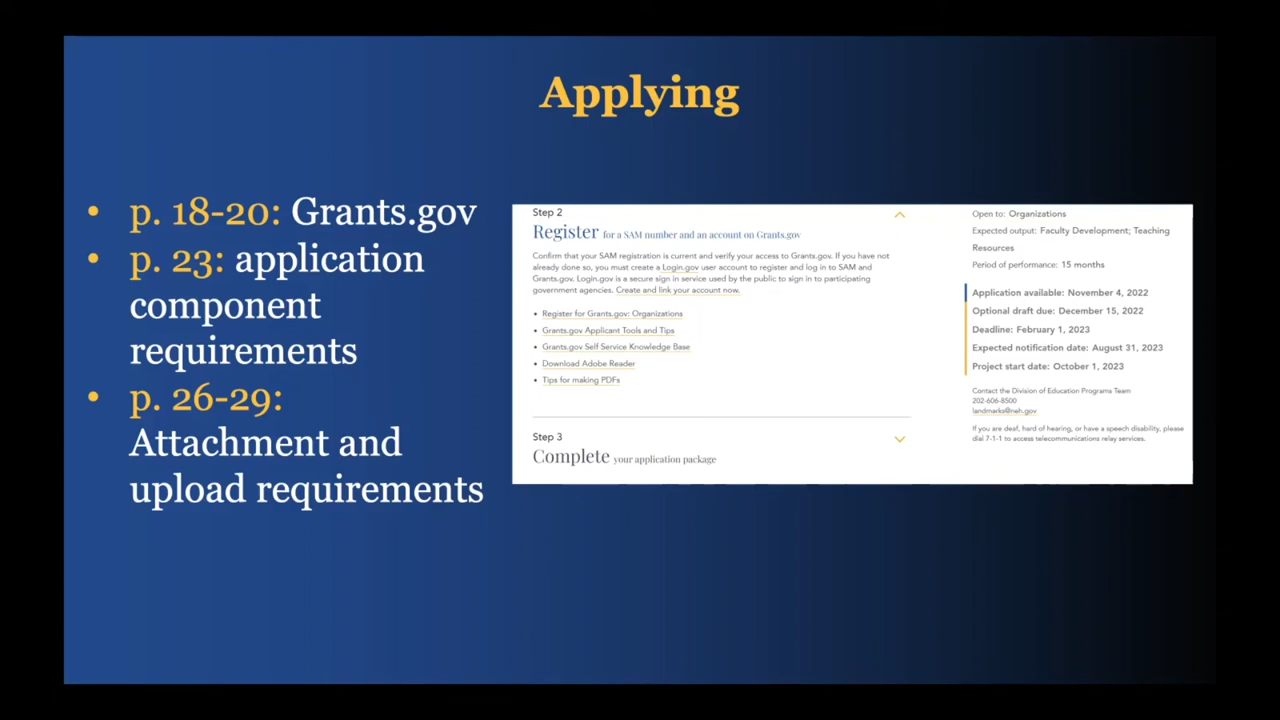 Applying
• p. 18-20: Grants.gov
• p. 23: application
component
requirements
• p. 26-29:
Attachment and
upload requirements
Step 2
Register for a SAM number and an account on Grants.gov
Confirm that your SAM registration is current and verify your access to Grants.gov. If you have not
already done so, you must create a Login.gov user account to register and log in to SAM and
Grants.gov. Login.gov is a secure sign in service used by the public to sign in to participating
government agencies. Create and link your account now.
• Register for Grants.gov: Organizations
• Grants.gov Applicant Tools and Tips
• Grants.gov Self Service Knowledge Base
• Download Adobe Reader
• Tips for making PDFs
Step 3
Complete your application package
Open to: Organizations
Expected output: Faculty Development; Teaching
Resources
Period of performance: 15 months
Application available: November 4, 2022
Optional draft due: December 15, 2022
Deadline: February 1, 2023
Expected notification date: August 31, 2023
Project start date: October 1, 2023
Contact the Division of Education Programs Team
202-606-8500
landmarks@neh.gov
If you are deaf, hard of hearing, or have a speech disability, please
dial 7-1-1 to access telecommunications relay services.